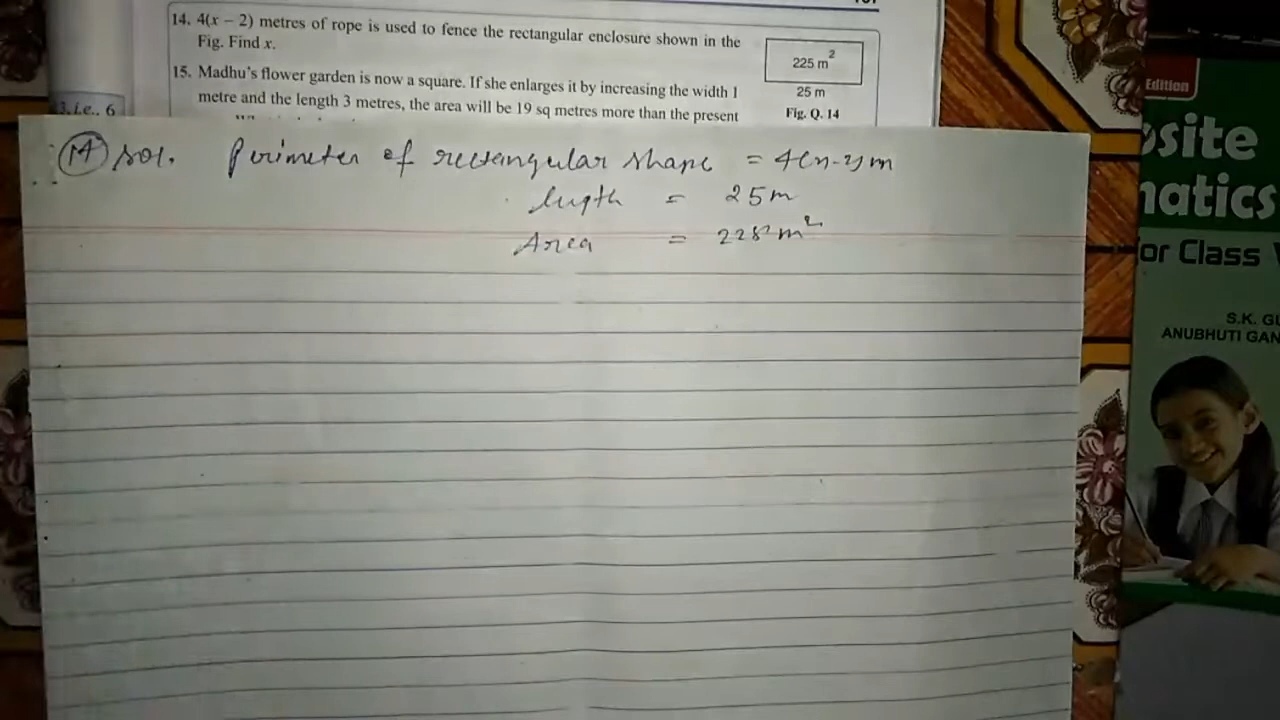 14. 4(x – 2) metres of rope is used to fence the rectangular enclosure shown in the
Fig. Find x.
225 m²
25 m
Fig. Q. 14
15. Madhu's flower garden is now a square. If she enlarges it by increasing the width 1
metre and the length 3 metres, the area will be 19 sq metres more than the present
3, i.e., 6
14 sol. Perimeter of rectangular shape = 4(x-2) m
length = 25m
Area = 225 m²
Edition
osite
natics
or Class
S.K. GU
ANUBHUTI GAN